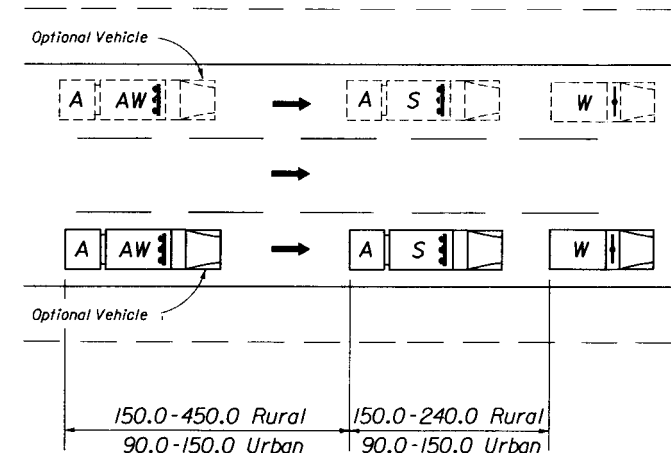 Optional Vehicle
A AW A S W
A AW A S W
Optional Vehicle
150.0-450.0 Rural 150.0-240.0 Rural
90.0-150.0 Urban 90.0-150.0 Urban